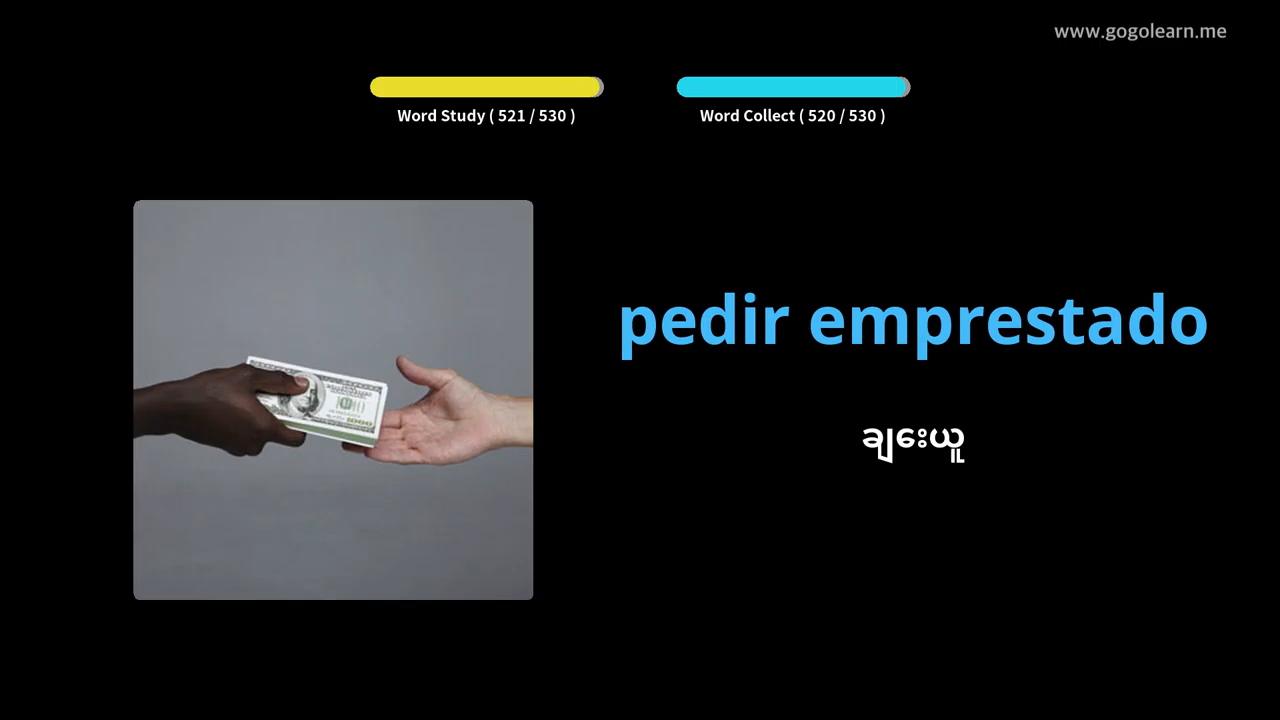 www.gogolearn.me
Word Study ( 521 / 530 )
Word Collect ( 520 / 530 )
pedir emprestado
ချေးယူ